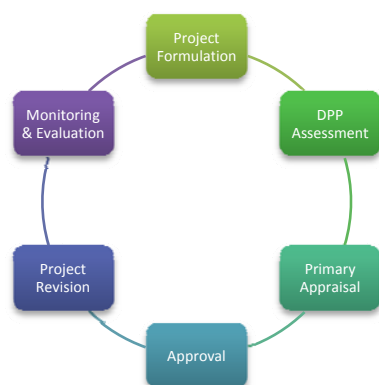 Project
Formulation
DPP
Assessment
Primary
Appraisal
Approval
Project
Revision
Monitoring
& Evaluation